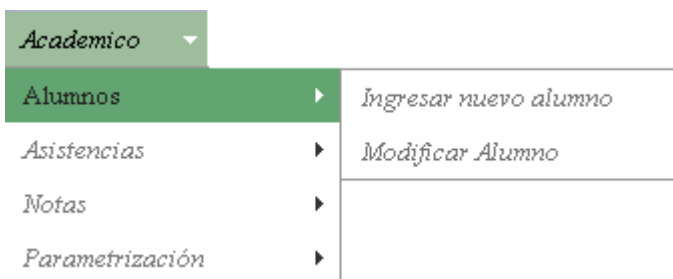 Academico
Alumnos
Ingresar nuevo alumno
Asistencias
Modificar Alumno
Notas
Parametrización